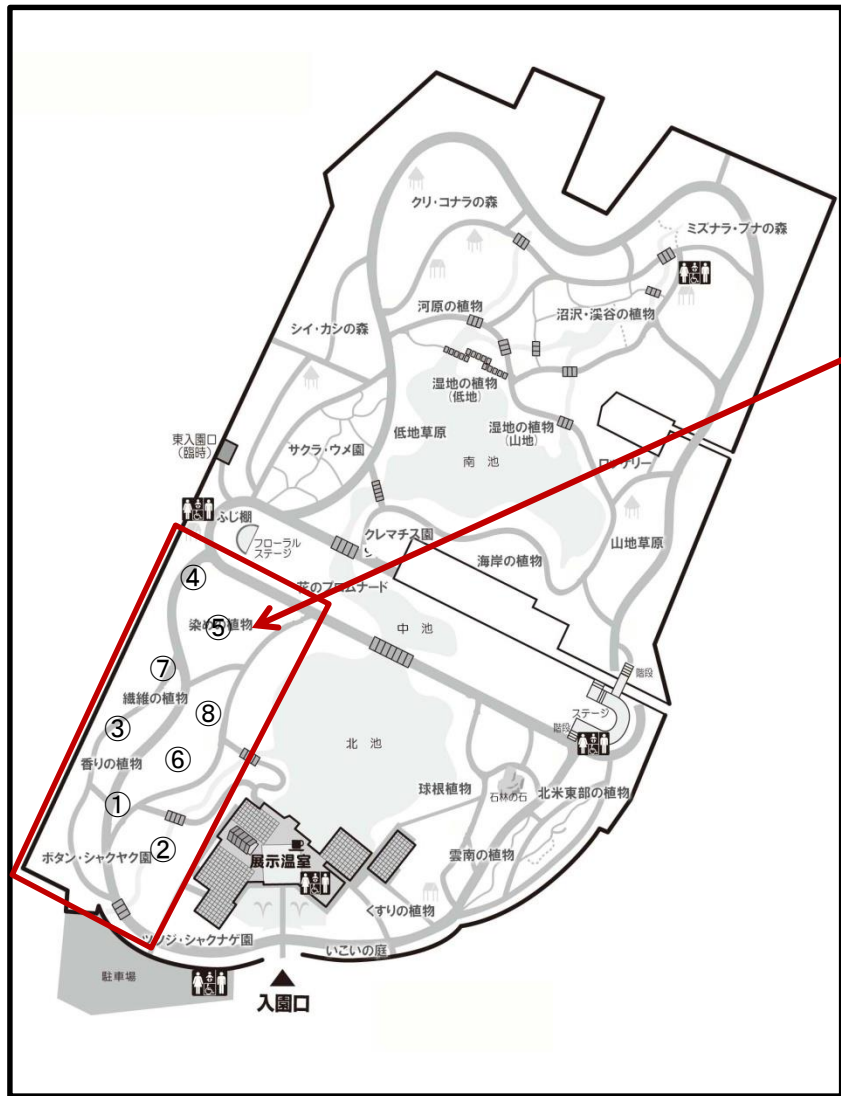 クリ・コナラの森
ミズナラ・ブナの森
河原の植物
沼沢・渓谷の植物
シイ・カシの森
湿地の植物
(低地)
東入園口
(臨時)
サクラ・ウメ園
低地草原
湿地の植物
(山地)
南池
ロックガーデリー
ふじ棚
フローラル
ステージ
クレマチス園
海岸の植物
山地草原
④
花のプロムナード
染めの植物
⑤
中池
⑦
階段
繊維の植物
⑧
ステージ
③
階段
北池
香りの植物
⑥
球根植物
石林の石
北米東部の植物
①
②
ボタン・シャクヤク園
展示温室
雲南の植物
くすりの植物
ツツジ・シャクナゲ園
いこいの庭
駐車場
入園口